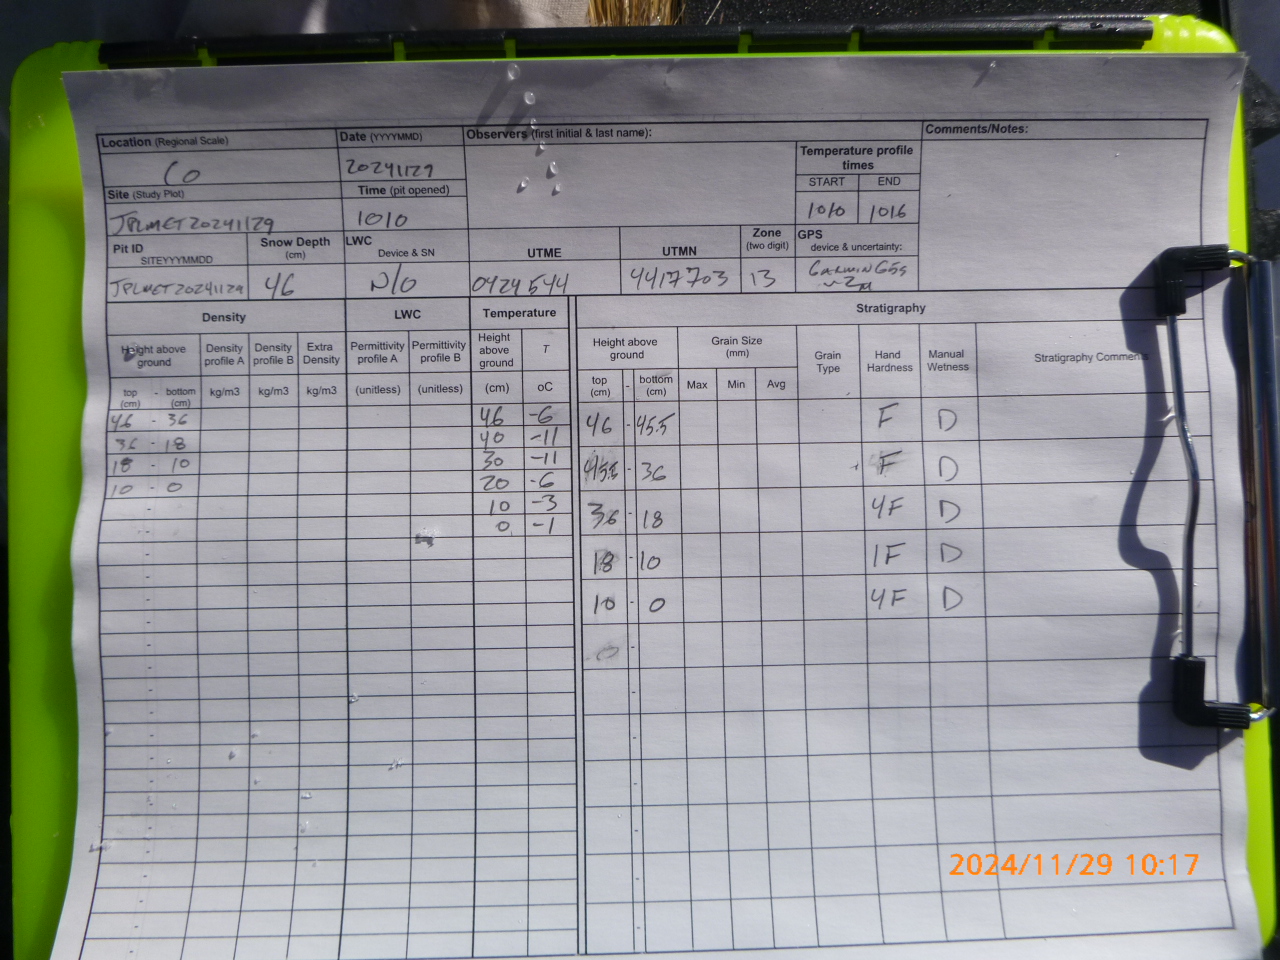 Location (Regional Scale) Date (YYYYMMDD) Observers (first initial & last name): Comments/Notes:
CO 20241129 Temperature profile times
Site (Study Plot) Time (pit opened) START END
JPLMET20241129 1010 1010 1016
Pit ID SITEYYYMMDD Snow Depth (cm) LWC Device & SN UTME UTMN Zone (two digit) GPS device & uncertainty:
JPLMET20241129 46 N/O 0424544 4417703 13 GARMIN GSS ~2m
Density LWC Temperature Stratigraphy
Height above ground Density profile A Density profile B Extra Density Permittivity profile A Permittivity profile B Height above ground T Height above ground Grain Size (mm) Grain Type Hand Hardness Manual Wetness Stratigraphy Comments
top (cm) - bottom (cm) kg/m3 kg/m3 kg/m3 (unitless) (unitless) (cm) oC top (cm) - bottom (cm) Max Min Avg
46 - 36 46 -6 46 - 45.5 F D
36 - 18 40 -11
18 - 10 30 -11 45.5 - 36 F D
10 - 0 20 -6
10 -3 36 - 18 4F D
0 -1
18 - 10 1F D
10 - 0 4F D
0
2024/11/29 10:17